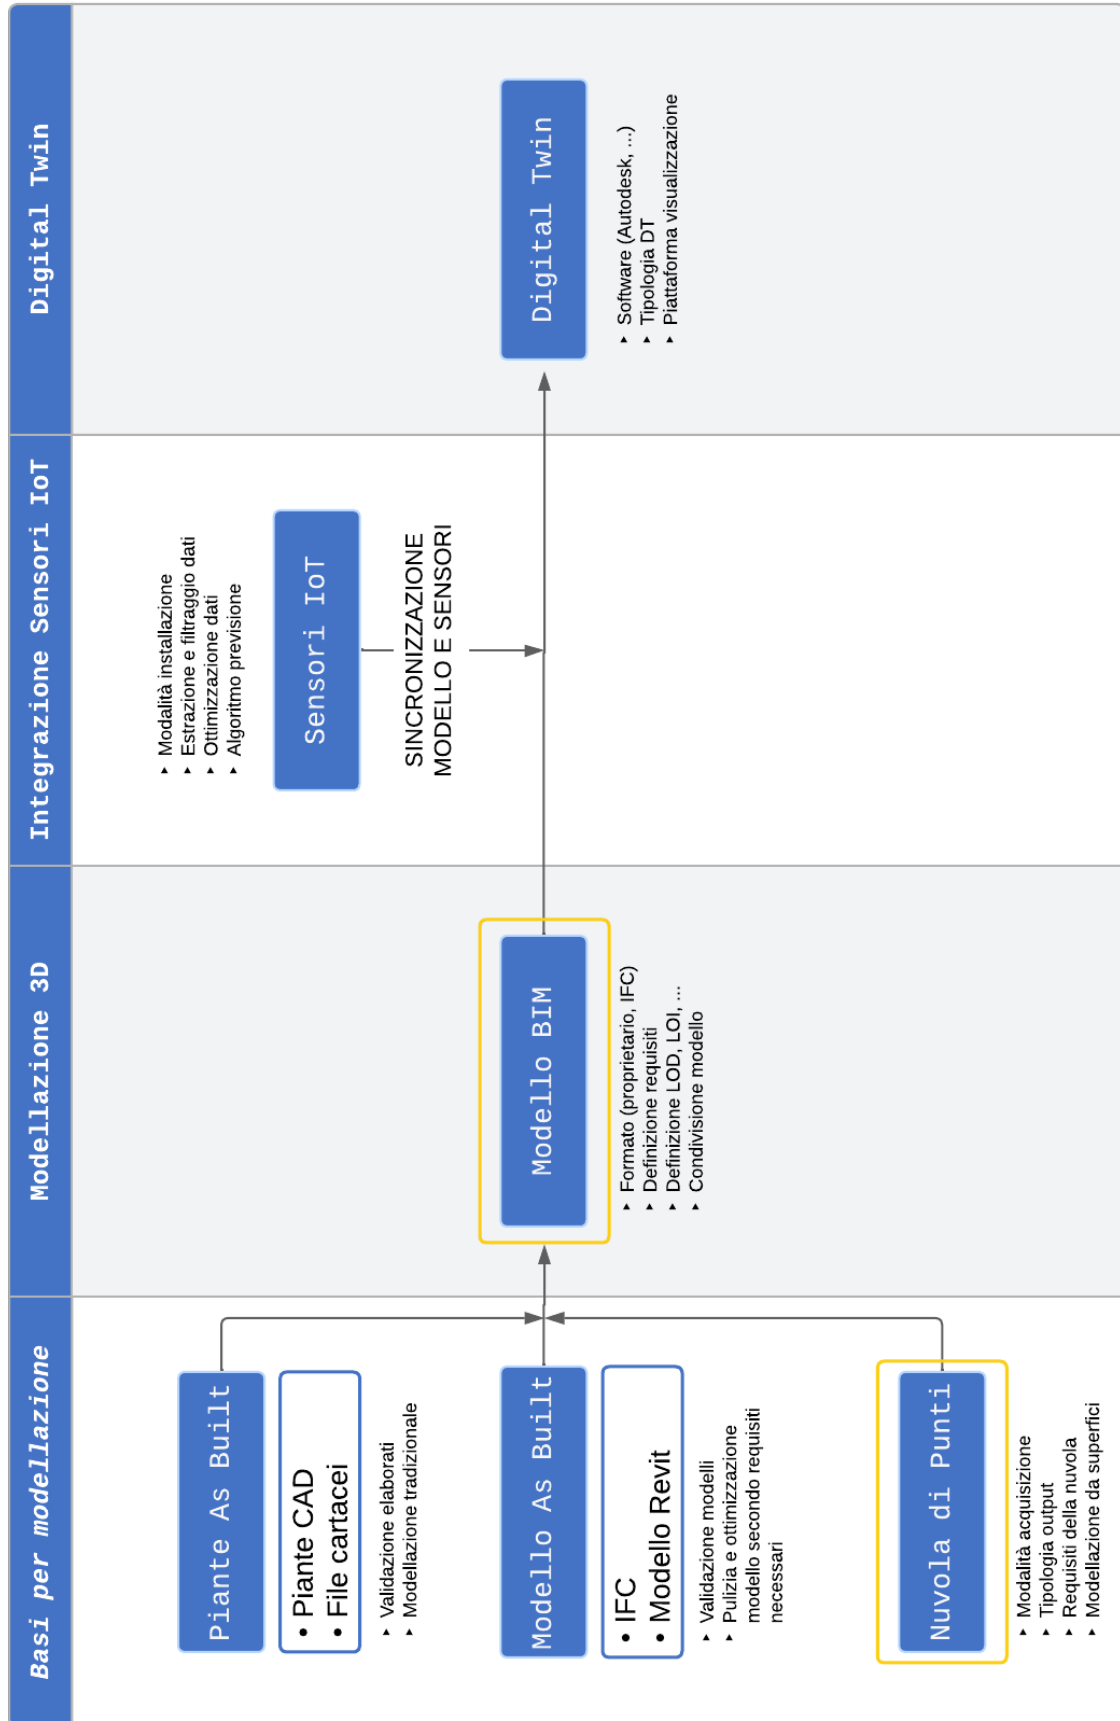 Basi per modellazione
Modellazione 3D
Integrazione Sensori IoT
Digital Twin
Piante As Built
• Piante CAD
• File cartacei
▸ Validazione elaborati
▸ Modellazione tradizionale
Modello As Built
• IFC
• Modello Revit
▸ Validazione modelli
▸ Pulizia e ottimizzazione
modello secondo requisiti
necessari
Nuvola di Punti
▸ Modalità acquisizione
▸ Tipologia output
▸ Requisiti della nuvola
▸ Modellazione da superfici
Modello BIM
▸ Formato (proprietario, IFC)
▸ Definizione requisiti
▸ Definizione LOD, LOI, ...
▸ Condivisione modello
▸ Modalità installazione
▸ Estrazione e filtraggio dati
▸ Ottimizzazione dati
▸ Algoritmo previsione
Sensori IoT
SINCRONIZZAZIONE
MODELLO E SENSORI
Digital Twin
▸ Software (Autodesk, ...)
▸ Tipologia DT
▸ Piattaforma visualizzazione